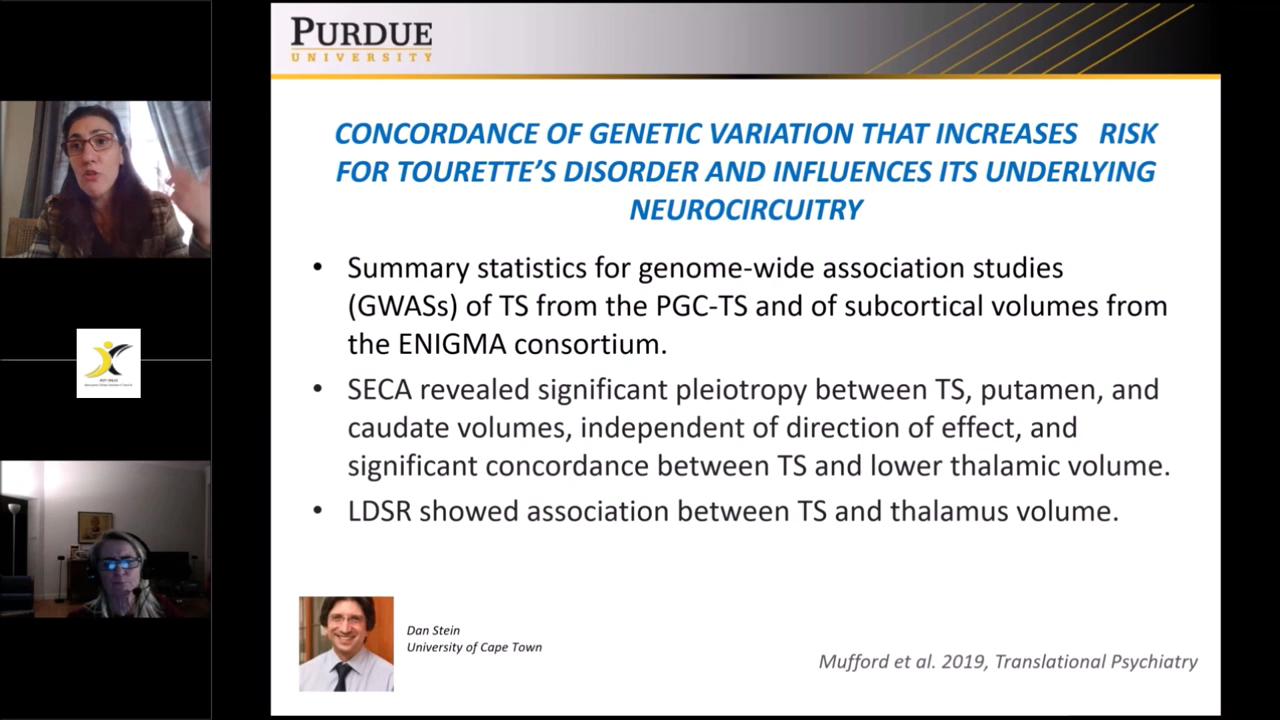 PURDUE
UNIVERSITY
CONCORDANCE OF GENETIC VARIATION THAT INCREASES RISK
FOR TOURETTE'S DISORDER AND INFLUENCES ITS UNDERLYING
NEUROCIRCUITRY
• Summary statistics for genome-wide association studies
(GWASs) of TS from the PGC-TS and of subcortical volumes from
the ENIGMA consortium.
• SECA revealed significant pleiotropy between TS, putamen, and
caudate volumes, independent of direction of effect, and
significant concordance between TS and lower thalamic volume.
• LDSR showed association between TS and thalamus volume.
Dan Stein
University of Cape Town
Mufford et al. 2019, Translational Psychiatry